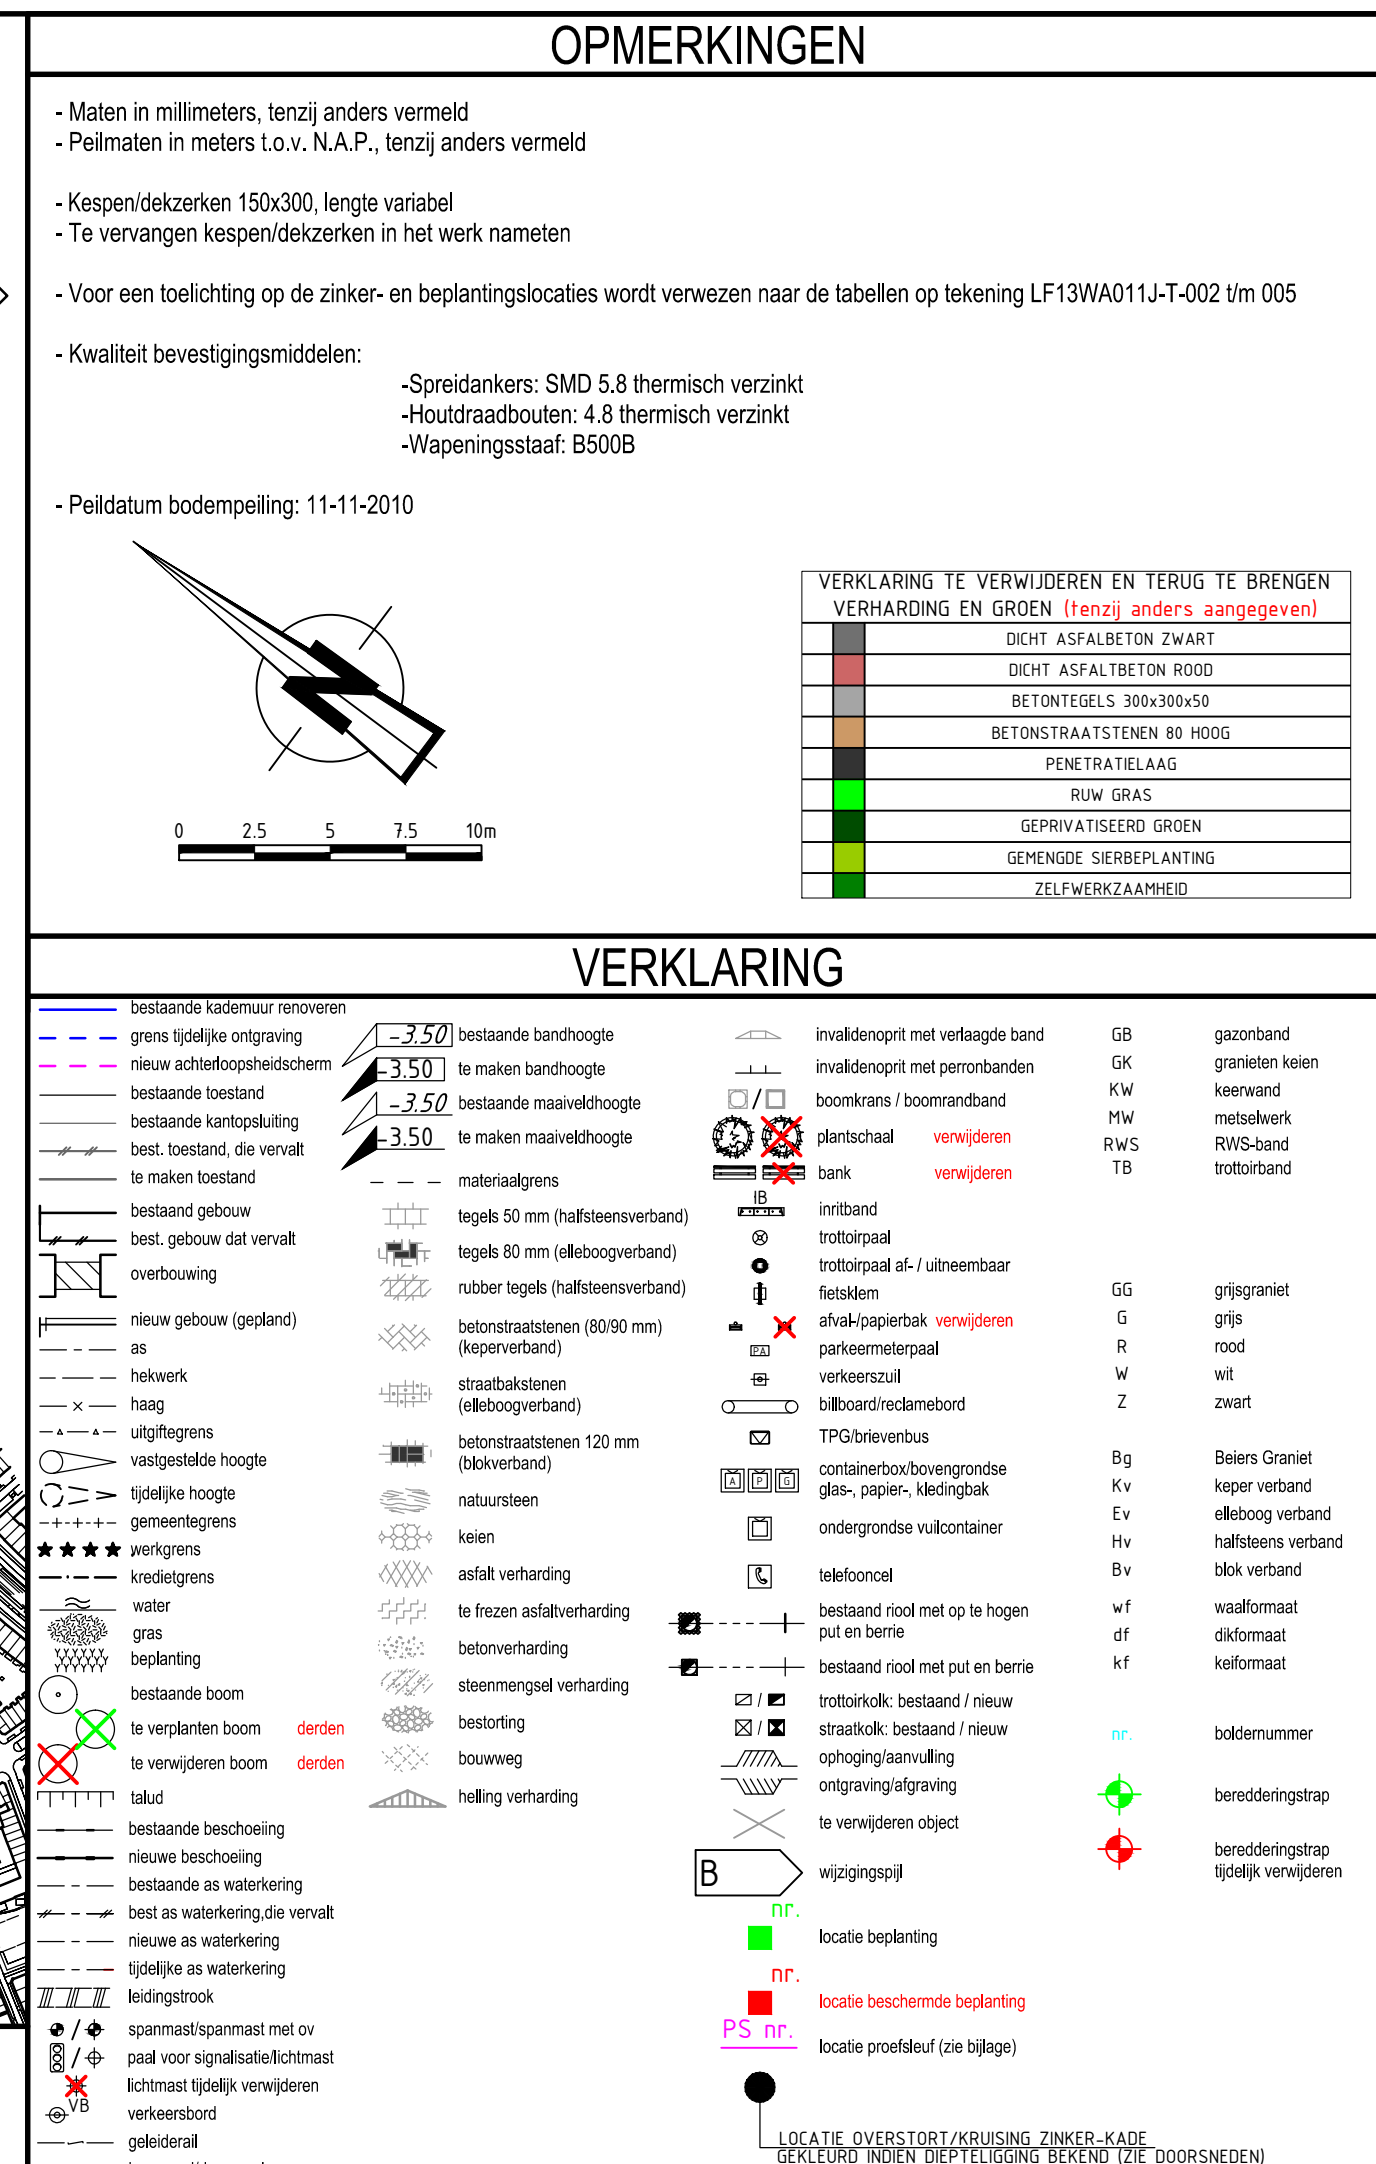 OPMERKINGEN
- Maten in millimeters, tenzij anders vermeld
- Peilmaten in meters t.o.v. N.A.P., tenzij anders vermeld
- Kespen/dekzerken 150x300, lengte variabel
- Te vervangen kespen/dekzerken in het werk nameten
- Voor een toelichting op de zinker- en beplantingslocaties wordt verwezen naar de tabellen op tekening LF13WA011J-T-002 t/m 005
- Kwaliteit bevestigingsmiddelen:
-Spreidankers: SMD 5.8 thermisch verzinkt
-Houtdraadbouten: 4.8 thermisch verzinkt
-Wapeningsstaaf: B500B
- Peildatum bodempeiling: 11-11-2010
0 2.5 5 7.5 10m
VERKLARING TE VERWIJDEREN EN TERUG TE BRENGEN
VERHARDING EN GROEN (tenzij anders aangegeven)
DICHT ASFALBETON ZWART
DICHT ASFALTBETON ROOD
BETONTEGELS 300x300x50
BETONSTRAATSTENEN 80 HOOG
PENETRATIELAAG
RUW GRAS
GEPRIVATISEERD GROEN
GEMENGDE SIERBEPLANTING
ZELFWERKZAAMHEID
VERKLARING
bestaande kademuur renoveren
grens tijdelijke ontgraving
nieuw achterloopsheidscherm
bestaande toestand
bestaande kantopsluiting
best. toestand, die vervalt
te maken toestand
bestaand gebouw
best. gebouw dat vervalt
overbouwing
nieuw gebouw (gepland)
as
hekwerk
haag
uitgiftegrens
vastgestelde hoogte
tijdelijke hoogte
gemeentegrens
werkgrens
kredietgrens
water
gras
beplanting
bestaande boom
te verplanten boom derden
te verwijderen boom derden
talud
bestaande beschoeiing
nieuwe beschoeiing
bestaande as waterkering
best as waterkering,die vervalt
nieuwe as waterkering
tijdelijke as waterkering
leidingstrook
spanmast/spanmast met ov
paal voor signalisatie/lichtmast
lichtmast tijdelijk verwijderen
VB
verkeersbord
geleiderail
-3.50 bestaande bandhoogte
-3.50 te maken bandhoogte
-3.50 bestaande maaiveldhoogte
-3.50 te maken maaiveldhoogte
materiaalgrens
tegels 50 mm (halfsteensverband)
tegels 80 mm (elleboogverband)
rubber tegels (halfsteensverband)
betonstraatstenen (80/90 mm)
(keperverband)
straatbakstenen
(elleboogverband)
betonstraatstenen 120 mm
(blokverband)
natuursteen
keien
asfalt verharding
te frezen asfaltverharding
betonverharding
steenmengsel verharding
bestorting
bouwweg
helling verharding
invalidenoprit met verlaagde band
invalidenoprit met perronbanden
/ boomkrans / boomrandband
plantschaal verwijderen
bank verwijderen
IB
inritband
trottoirpaal
trottoirpaal af- / uitneembaar
fietsklem
afval-/papierbak verwijderen
PA parkeermeterpaal
verkeerszuil
billboard/reclamebord
TPG/brievenbus
containerbox/bovengrondse
A P G
glas-, papier-, kledingbak
ondergrondse vuilcontainer
telefooncel
bestaand riool met op te hogen
put en berrie
bestaand riool met put en berrie
/ trottoirkolk: bestaand / nieuw
/ straatkolk: bestaand / nieuw
ophoging/aanvulling
ontgraving/afgraving
te verwijderen object
B wijzigingspijl
nr.
locatie beplanting
nr.
locatie beschermde beplanting
PS nr.
locatie proefsleuf (zie bijlage)
LOCATIE OVERSTORT/KRUISING ZINKER-KADE
GEKLEURD INDIEN DIEPTELIGGING BEKEND (ZIE DOORSNEDEN)
GB gazonband
GK granieten keien
KW keerwand
MW metselwerk
RWS RWS-band
TB trottoirband
GG grijsgraniet
G grijs
R rood
W wit
Z zwart
Bg Beiers Graniet
Kv keper verband
Ev elleboog verband
Hv halfsteens verband
Bv blok verband
wf waalformaat
df dikformaat
kf keiformaat
nr. boldernummer
beredderingstrap
beredderingstrap
tijdelijk verwijderen